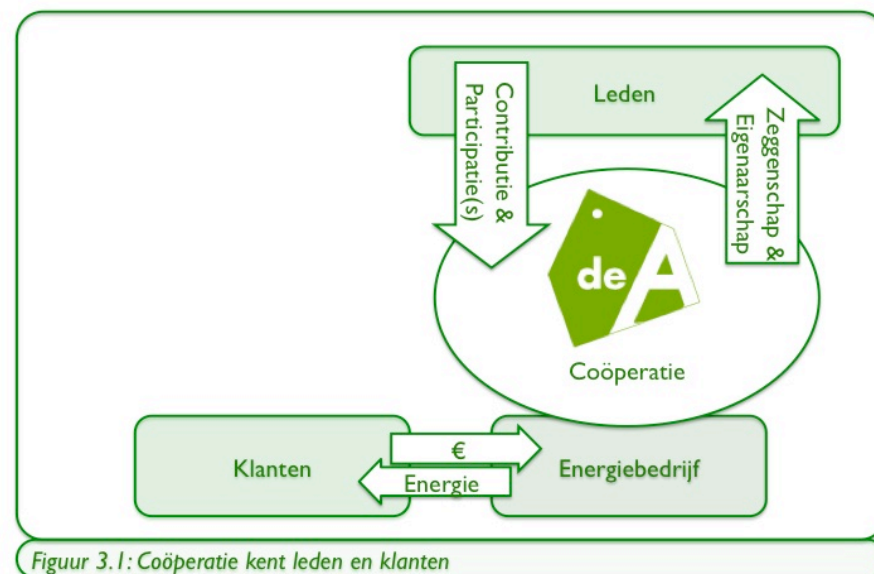 Leden
Contributie &
Participatie(s)
Zeggenschap &
Eigenaarschap
deA
Coöperatie
Klanten
€
Energie
Energiebedrijf
Figuur 3.1: Coöperatie kent leden en klanten